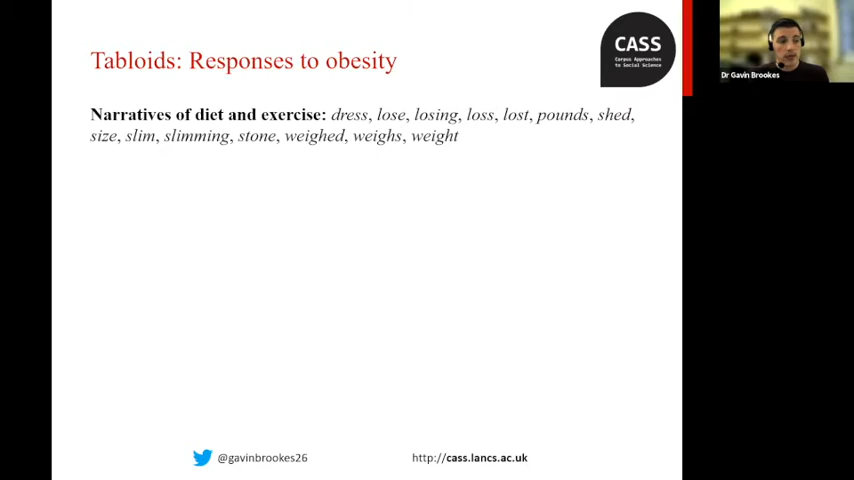 CASS
Corpus Approaches
to Social Science
Dr Gavin Brookes
Tabloids: Responses to obesity
Narratives of diet and exercise: dress, lose, losing, loss, lost, pounds, shed,
size, slim, slimming, stone, weighed, weighs, weight
@gavinbrookes26
http://cass.lancs.ac.uk